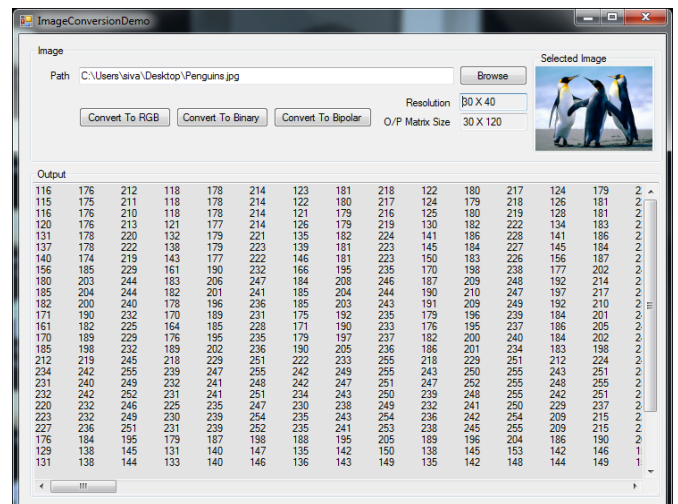 ImageConversionDemo
Image
Selected Image
Path C:\Users\siva\Desktop\Penguins.jpg Browse
Resolution 30 X 40
Convert To RGB Convert To Binary Convert To Bipolar O/P Matrix Size 30 X 120
Output
116 176 212 118 178 214 123 181 218 122 180 217 124 179
115 175 211 118 178 214 122 180 217 124 179 218 126 181
116 176 210 118 178 214 121 179 216 125 180 219 128 181
120 176 213 121 177 214 126 179 219 130 182 222 134 183
131 178 220 132 179 221 135 182 224 141 186 228 141 186
137 178 222 138 179 223 139 181 223 145 184 227 145 184
140 174 219 143 177 222 146 181 223 150 183 226 156 187
156 185 229 161 190 232 166 195 235 170 198 238 177 202
180 203 244 183 206 247 184 208 246 187 209 248 192 214
185 204 244 182 201 241 185 204 244 190 210 247 197 217
182 200 240 178 196 236 185 203 243 191 209 249 192 210
171 190 232 170 189 231 175 192 235 179 196 239 184 201
161 182 225 164 185 228 171 190 233 176 195 237 186 205
170 189 229 176 195 235 179 197 237 182 200 240 184 202
185 198 232 189 202 236 190 205 236 186 201 234 183 198
212 219 245 218 229 251 222 233 255 218 229 251 212 224
234 242 255 239 247 255 242 249 255 243 250 255 243 251
231 240 249 232 241 248 242 247 251 247 252 255 248 255
232 242 252 231 241 251 234 243 250 239 248 255 242 251
220 232 246 225 235 247 230 238 249 232 241 250 229 237
223 232 249 230 239 254 235 243 254 236 242 254 209 215
227 236 251 231 239 252 235 241 253 238 245 255 209 215
176 184 195 179 187 198 188 195 205 189 196 204 186 190
129 138 145 131 140 147 135 142 150 138 145 153 142 146
131 138 144 133 140 146 136 143 149 135 142 148 144 149